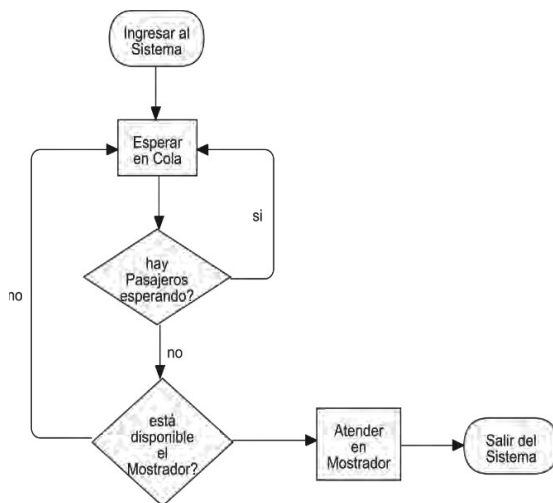 Ingresar al
Sistema
Esperar
en Cola
si
hay
Pasajeros
esperando?
no
no
está
disponible
el
Mostrador?
Atender
en
Mostrador
Salir del
Sistema